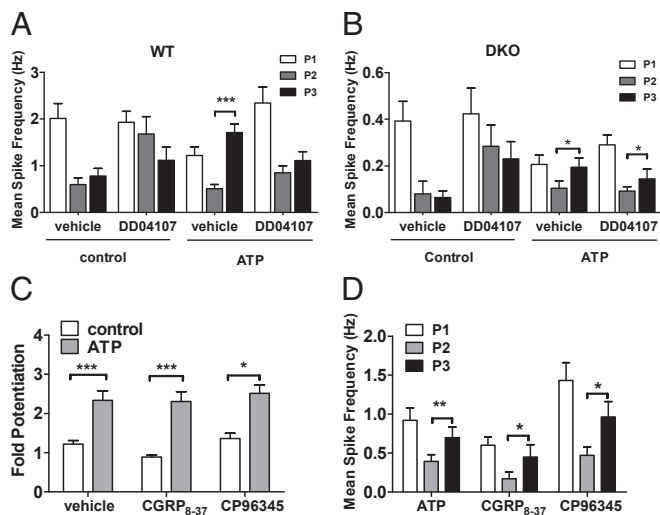 A
WT
Mean Spike Frequency (Hz)
3
2
1
0
P1
P2
P3
***
vehicle DD04107 vehicle DD04107
control ATP
B
DKO
Mean Spike Frequency (Hz)
0.6
0.4
0.2
0.0
P1
P2
P3
* *
vehicle DD04107 vehicle DD04107
Control ATP
C
Fold Potentiation
4
3
2
1
0
control
ATP
*** *** *
vehicle CGRP8-37 CP96345
D
Mean Spike Frequency (Hz)
2.0
1.5
1.0
0.5
0.0
P1
P2
P3
** * *
ATP CGRP8-37 CP96345